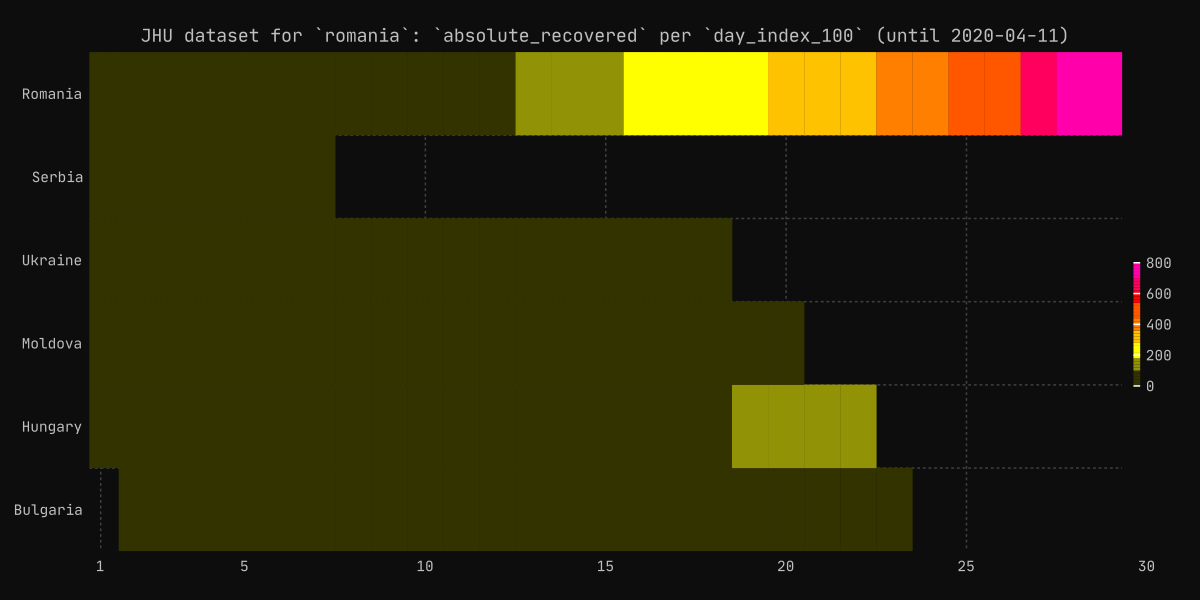 JHU dataset for `romania`: `absolute_recovered` per `day_index_100` (until 2020-04-11)
Romania
Serbia
Ukraine
Moldova
Hungary
Bulgaria
800
600
400
200
0
1 5 10 15 20 25 30